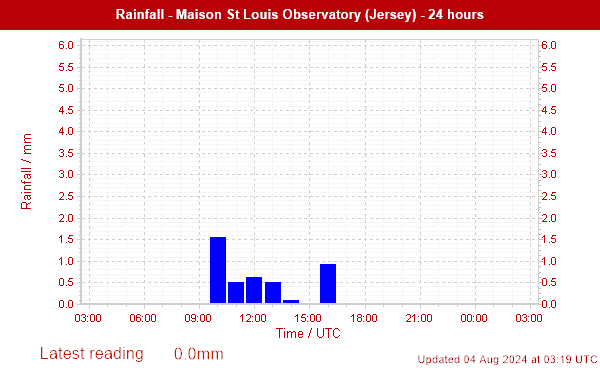 Rainfall - Maison St Louis Observatory (Jersey) - 24 hours
6.0 6.0
5.5 5.5
5.0 5.0
4.5 4.5
4.0 4.0
3.5 3.5
3.0 3.0
2.5 2.5
2.0 2.0
1.5 1.5
1.0 1.0
0.5 0.5
0.0 0.0
Rainfall / mm
03:00 06:00 09:00 12:00 15:00 18:00 21:00 00:00 03:00
Time / UTC
Latest reading 0.0mm
Updated 04 Aug 2024 at 03:19 UTC